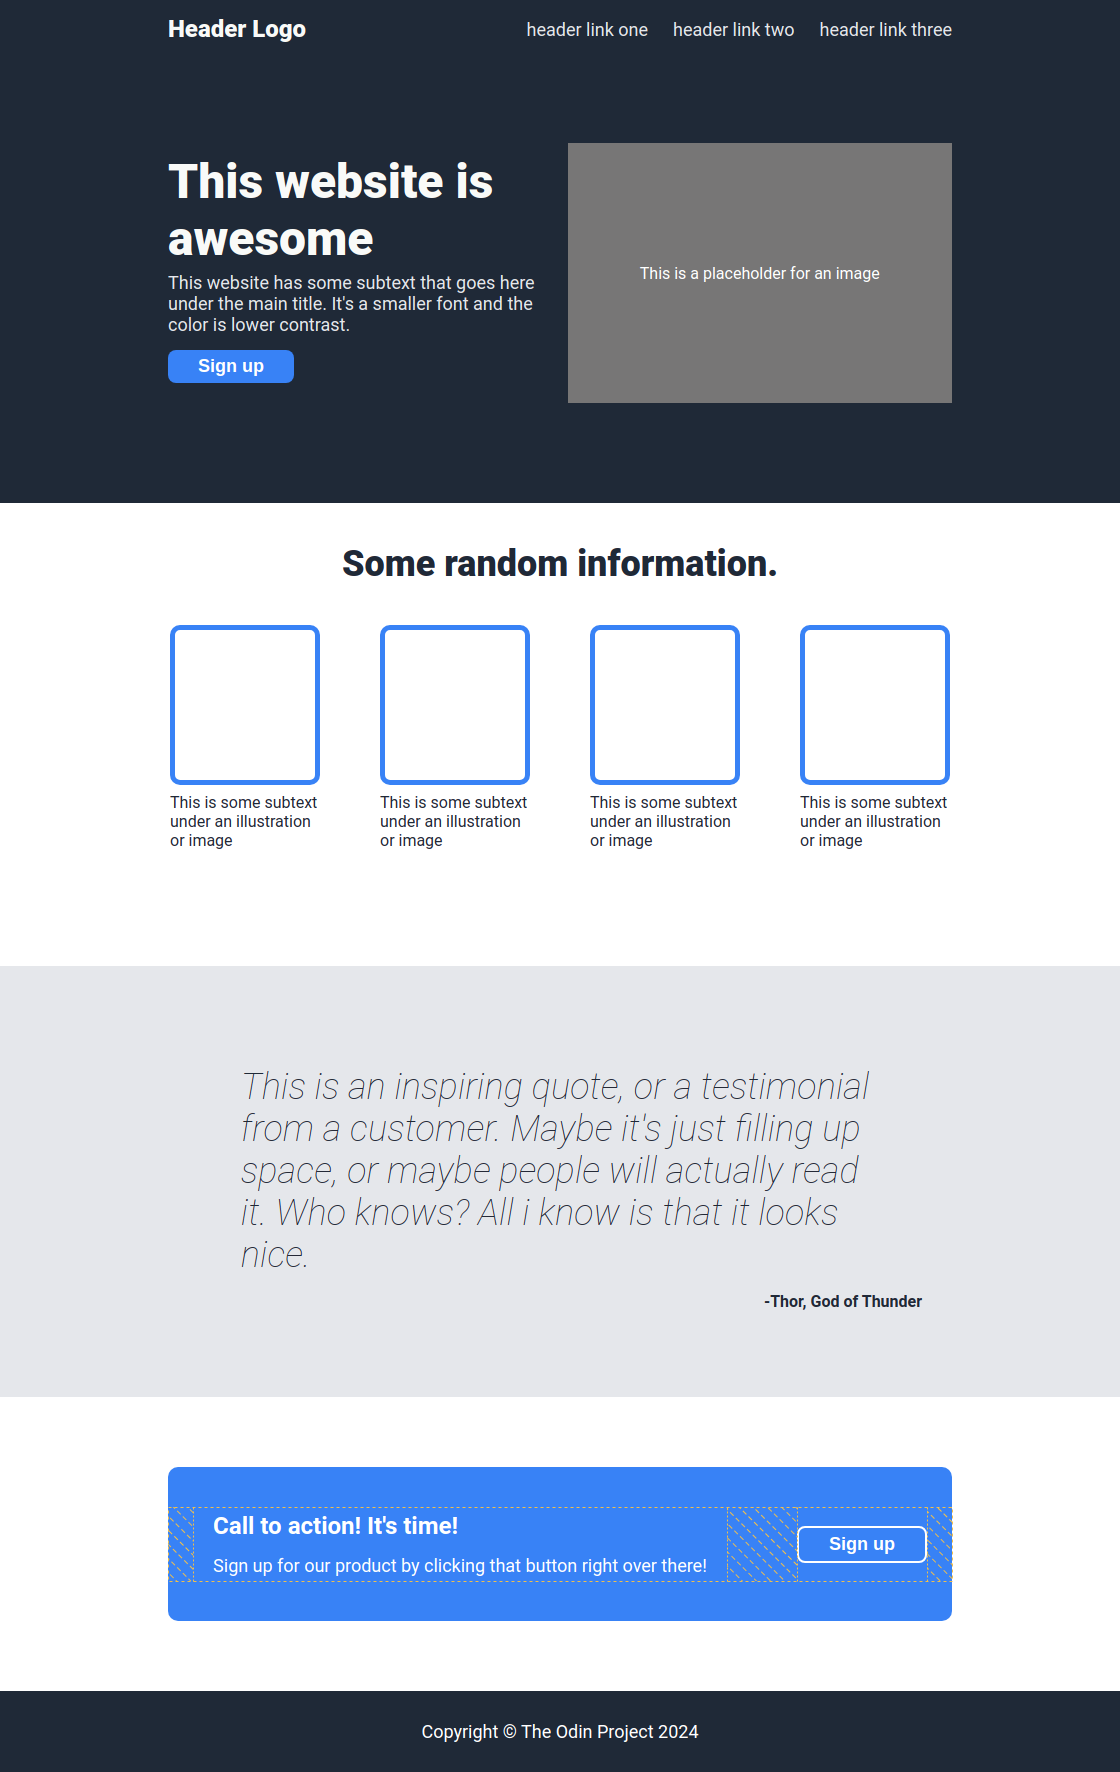 Header Logo
header link one
header link two
header link three
This website is
awesome
This website has some subtext that goes here
under the main title. It's a smaller font and the
color is lower contrast.
Sign up
This is a placeholder for an image
Some random information.
This is some subtext
under an illustration
or image
This is some subtext
under an illustration
or image
This is some subtext
under an illustration
or image
This is some subtext
under an illustration
or image
This is an inspiring quote, or a testimonial
from a customer. Maybe it's just filling up
space, or maybe people will actually read
it. Who knows? All i know is that it looks
nice.
-Thor, God of Thunder
Call to action! It's time!
Sign up for our product by clicking that button right over there!
Sign up
Copyright © The Odin Project 2024